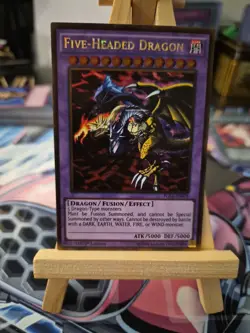 FIVE-HEADED DRAGON
[DRAGON/FUSION/EFFECT]
5 Dragon-Type monsters
Must be Fusion Summoned, and cannot be Special
Summoned by other ways. Cannot be destroyed by battle
with a DARK, EARTH, WATER, FIRE, or WIND monster.
ATK/5000 DEF/5000